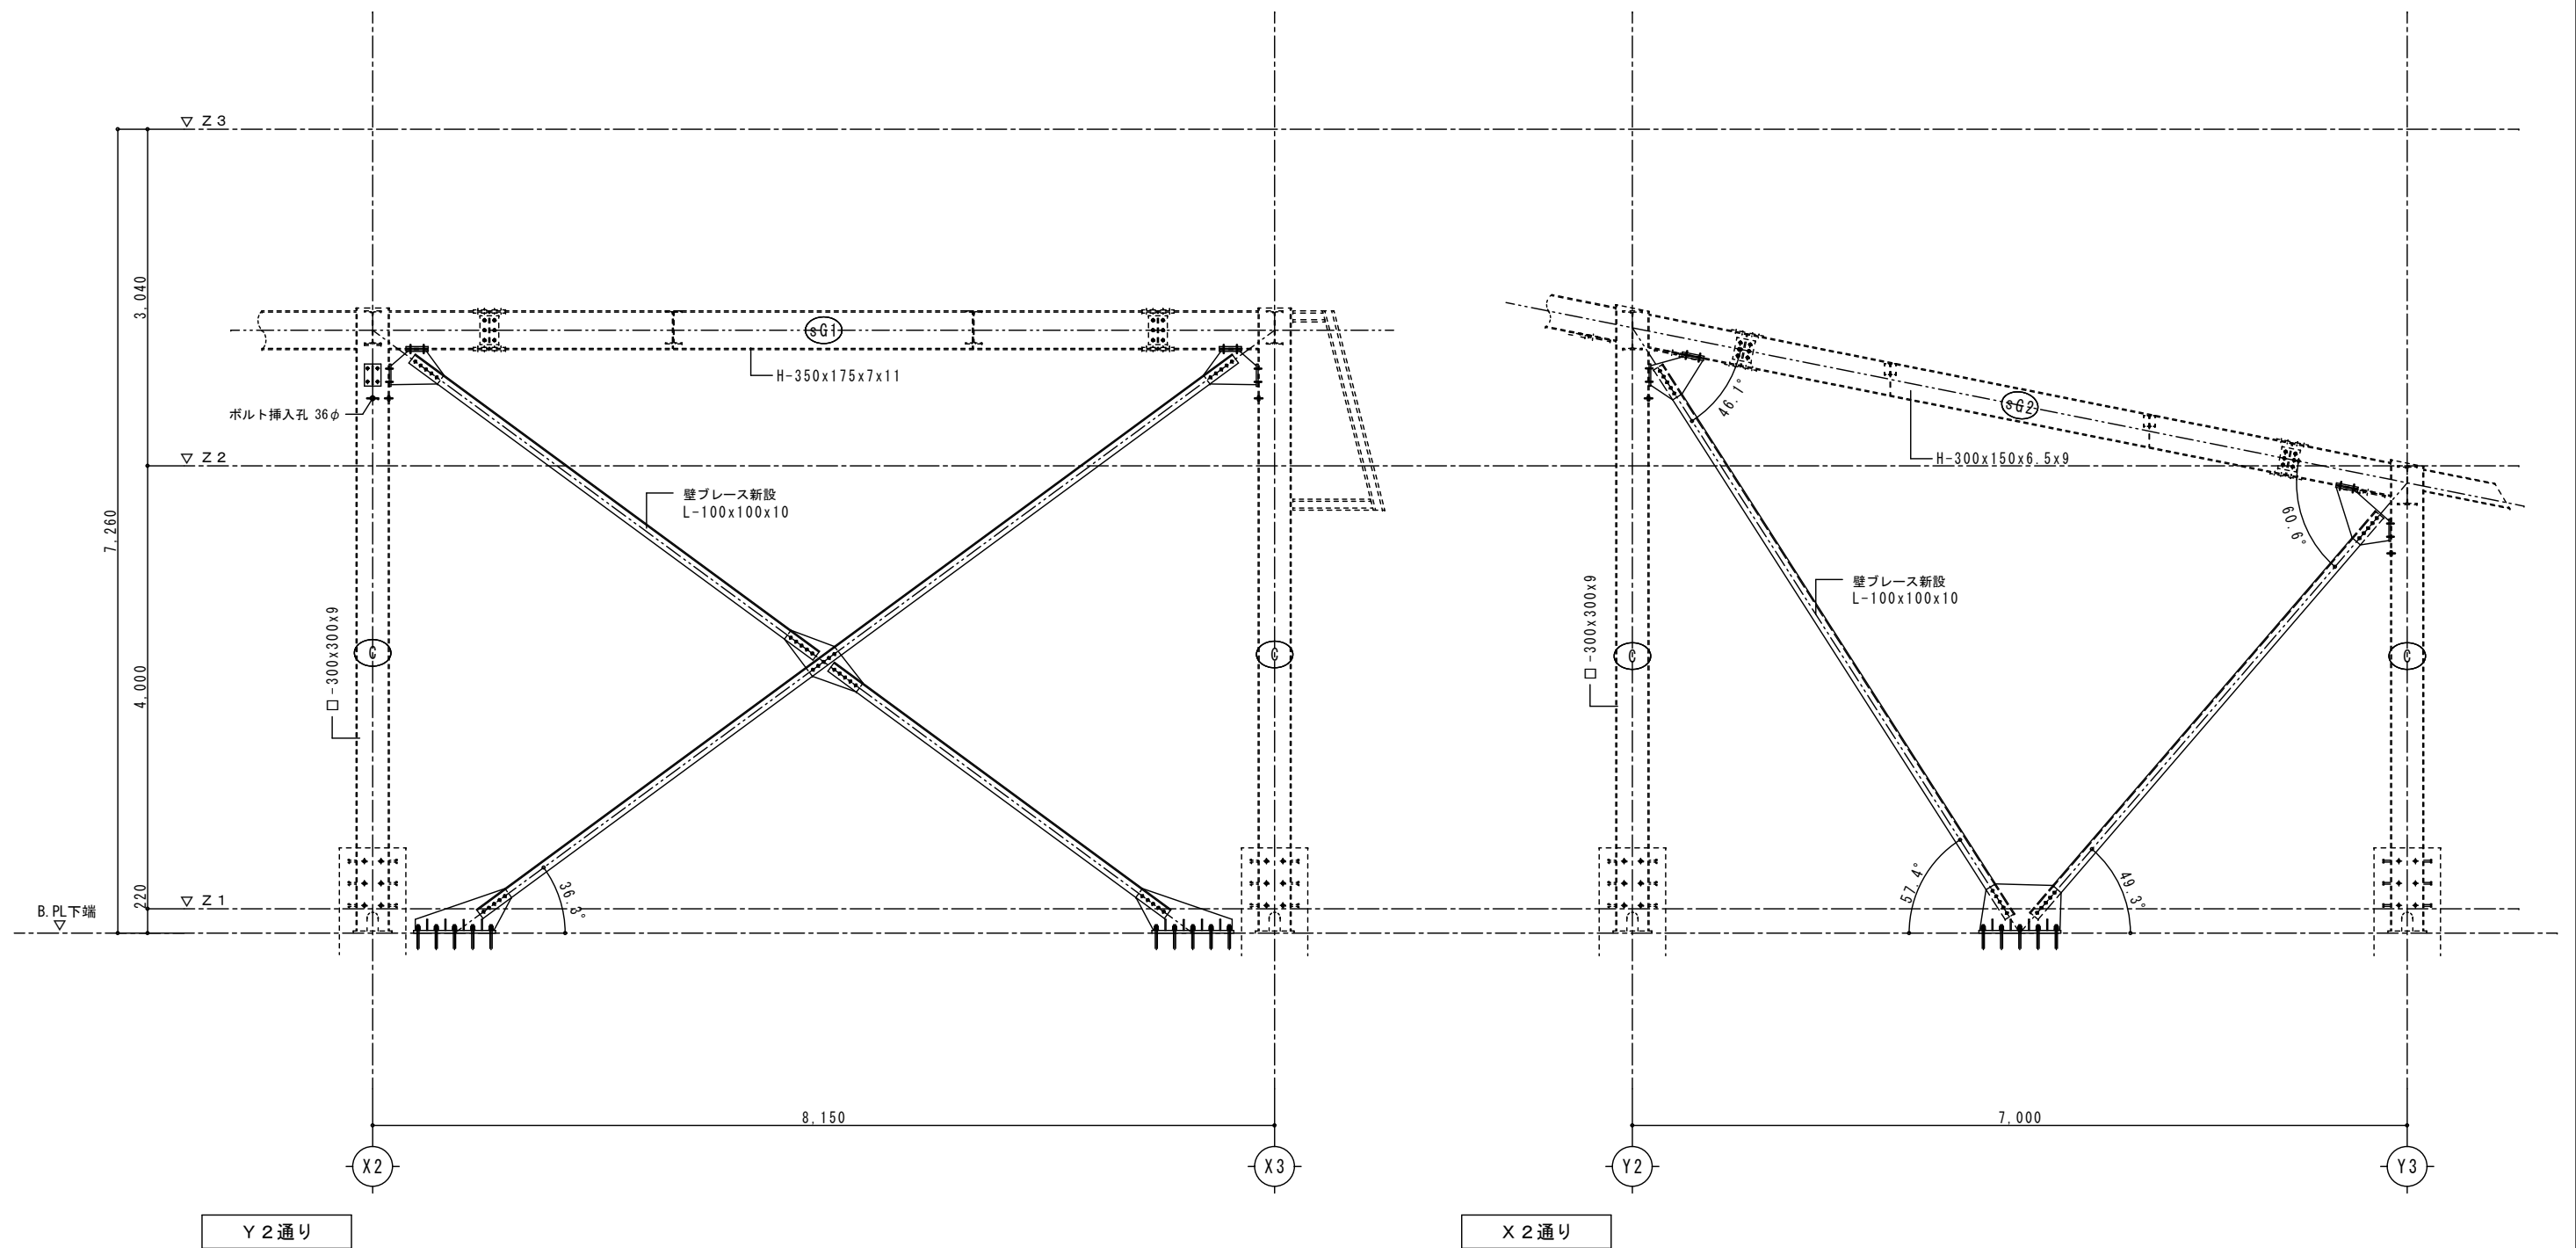 ▽ Z3
3,040
sG1
H-350x175x7x11
ボルト挿入孔 36φ
▽ Z2
壁ブレース新設
L-100x100x10
7,260
4,000
□-300x300x9
C
C
220
▽ Z1
B.PL下端
▽
36.3°
8,150
X2
X3
Y2通り
46.1°
sG2
H-300x150x6.5x9
60.6°
壁ブレース新設
L-100x100x10
□-300x300x9
C
C
57.4°
49.3°
7,000
Y2
Y3
X2通り